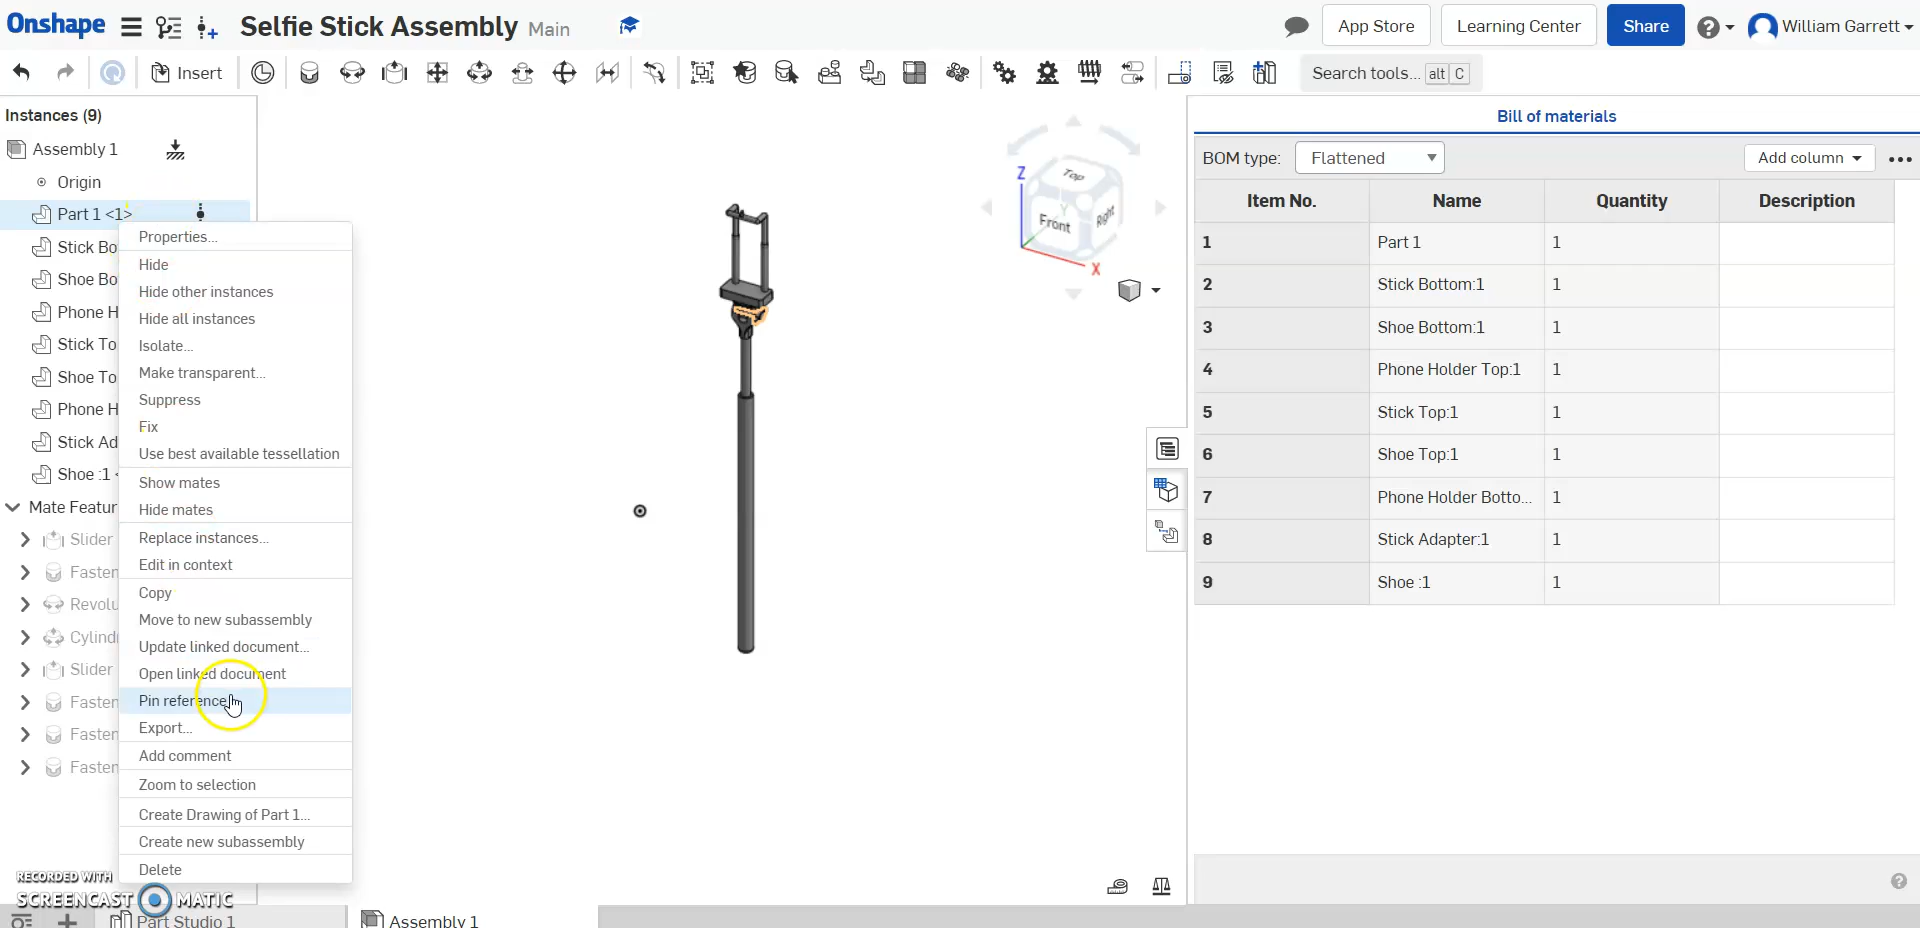 Onshape
Selfie Stick Assembly Main
App Store
Learning Center
Share
William Garrett
Insert
Search tools... alt C
Instances (9)
Assembly 1
Origin
Part 1 <1>
Stick Bo
Shoe Bo
Phone H
Stick To
Shoe To
Phone H
Stick Ad
Shoe :1 <
Mate Featur
Slider
Fasten
Revolu
Cylind
Slider
Fasten
Fasten
Fasten
Properties...
Hide
Hide other instances
Hide all instances
Isolate...
Make transparent...
Suppress
Fix
Use best available tessellation
Show mates
Hide mates
Replace instances...
Edit in context
Copy
Move to new subassembly
Update linked document...
Open linked document
Pin reference
Export...
Add comment
Zoom to selection
Create Drawing of Part 1...
Create new subassembly
Delete
Top
Front
Right
Z
Y
X
Bill of materials
BOM type: Flattened
Add column
Item No. Name Quantity Description
1 Part 1 1
2 Stick Bottom:1 1
3 Shoe Bottom:1 1
4 Phone Holder Top:1 1
5 Stick Top:1 1
6 Shoe Top:1 1
7 Phone Holder Botto... 1
8 Stick Adapter:1 1
9 Shoe :1 1
RECORDED WITH
SCREENCAST MATIC
Part Studio 1
Assembly 1